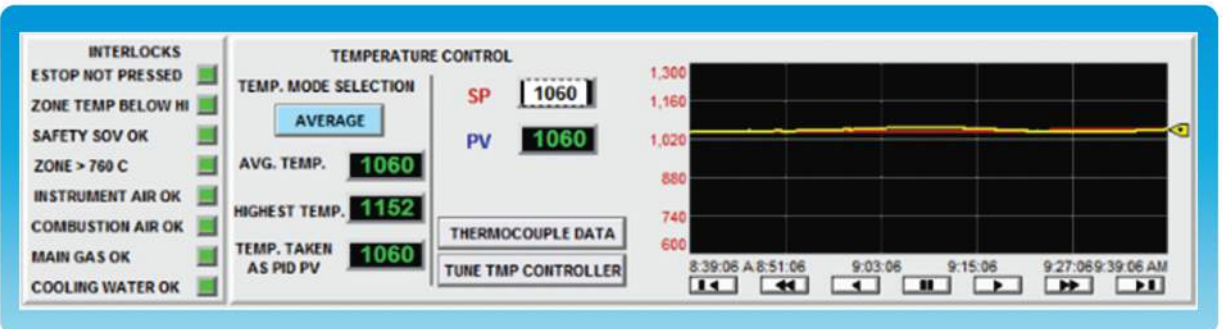 INTERLOCKS
ESTOP NOT PRESSED
ZONE TEMP BELOW HI
SAFETY SOV OK
ZONE > 760 C
INSTRUMENT AIR OK
COMBUSTION AIR OK
MAIN GAS OK
COOLING WATER OK
TEMPERATURE CONTROL
TEMP. MODE SELECTION
AVERAGE
AVG. TEMP. 1060
HIGHEST TEMP. 1152
TEMP. TAKEN
AS PID PV 1060
SP 1060
PV 1060
THERMOCOUPLE DATA
TUNE TMP CONTROLLER
1,300
1,160
1,020
880
740
600
8:39:06 A 8:51:06 9:03:06 9:15:06 9:27:069:39:06 AM